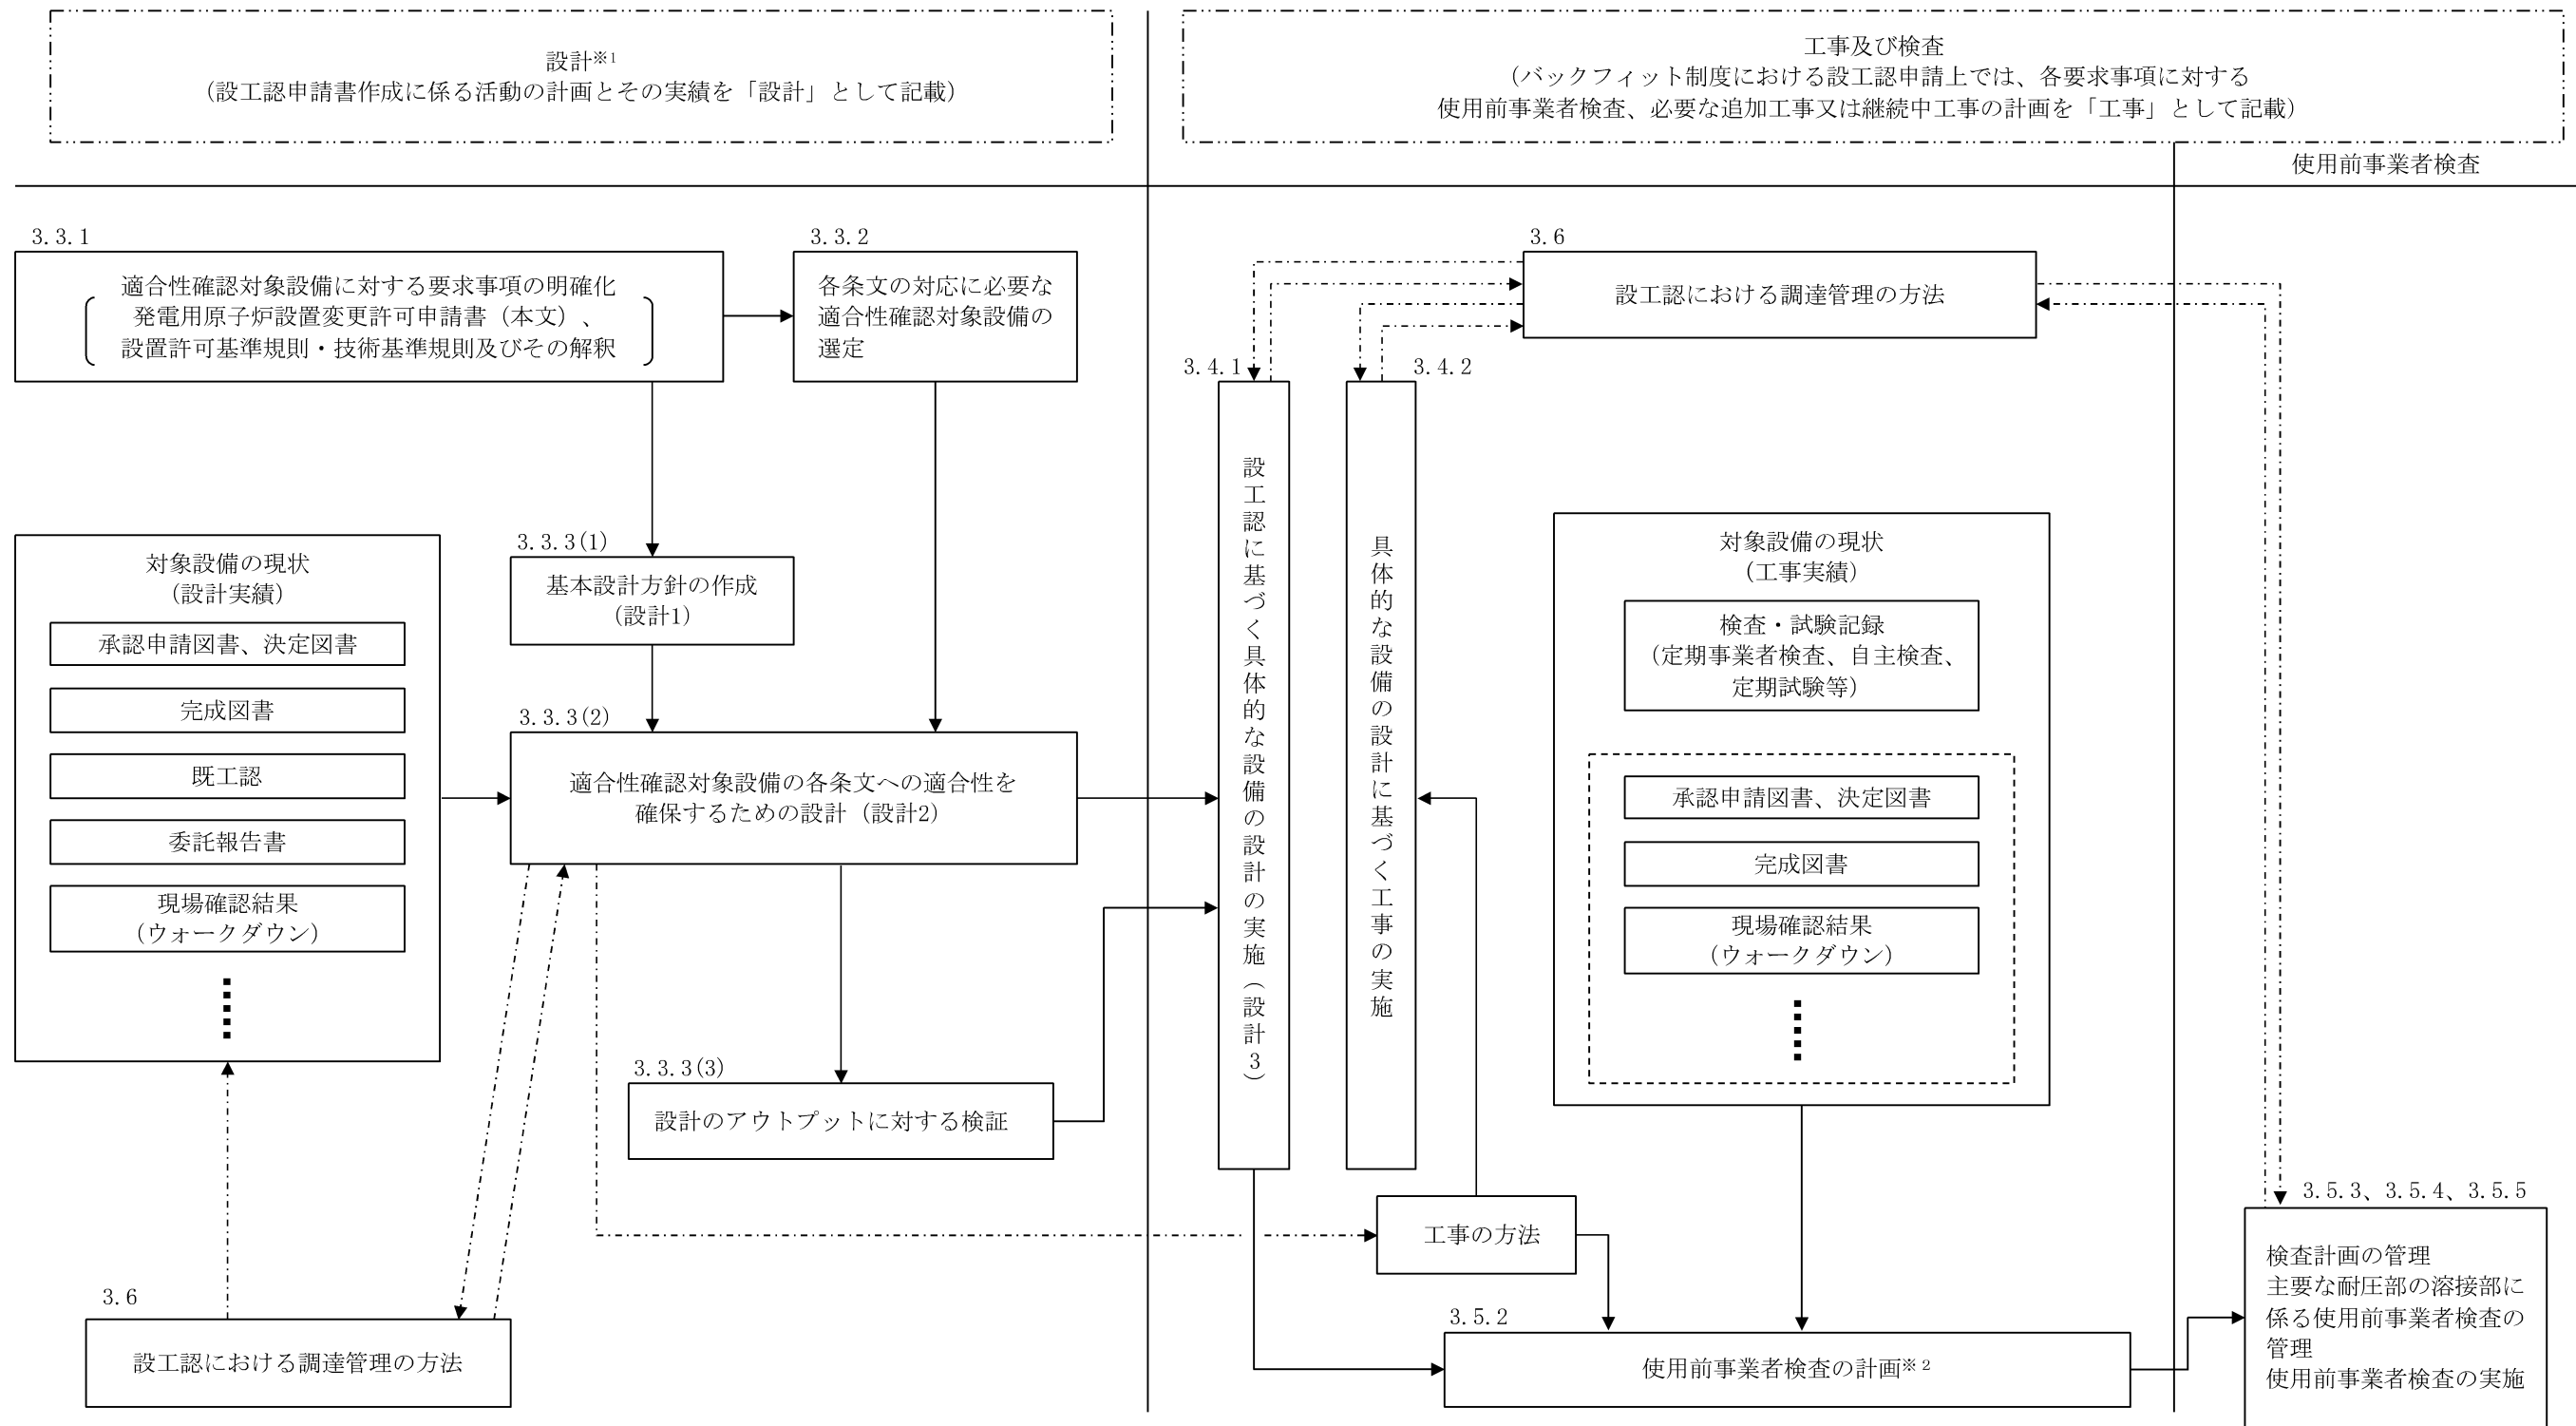 設計※1
(設工認申請書作成に係る活動の計画とその実績を「設計」として記載)
工事及び検査
(バックフィット制度における設工認申請上では、各要求事項に対する
使用前事業者検査、必要な追加工事又は継続中工事の計画を「工事」として記載)
使用前事業者検査
3.3.1
適合性確認対象設備に対する要求事項の明確化
発電用原子炉設置変更許可申請書(本文)、
設置許可基準規則・技術基準規則及びその解釈
3.3.2
各条文の対応に必要な
適合性確認対象設備の
選定
対象設備の現状
(設計実績)
承認申請図書、決定図書
完成図書
既工認
委託報告書
現場確認結果
(ウォークダウン)
3.3.3(1)
基本設計方針の作成
(設計1)
3.3.3(2)
適合性確認対象設備の各条文への適合性を
確保するための設計(設計2)
3.3.3(3)
設計のアウトプットに対する検証
3.6
設工認における調達管理の方法
3.6
設工認における調達管理の方法
3.4.1
設工認に基づく具体的な設備の設計の実施(設計3)
3.4.2
具体的な設備の設計に基づく工事の実施
対象設備の現状
(工事実績)
検査・試験記録
(定期事業者検査、自主検査、
定期試験等)
承認申請図書、決定図書
完成図書
現場確認結果
(ウォークダウン)
工事の方法
3.5.2
使用前事業者検査の計画※2
3.5.3、3.5.4、3.5.5
検査計画の管理
主要な耐圧部の溶接部に
係る使用前事業者検査の
管理
使用前事業者検査の実施